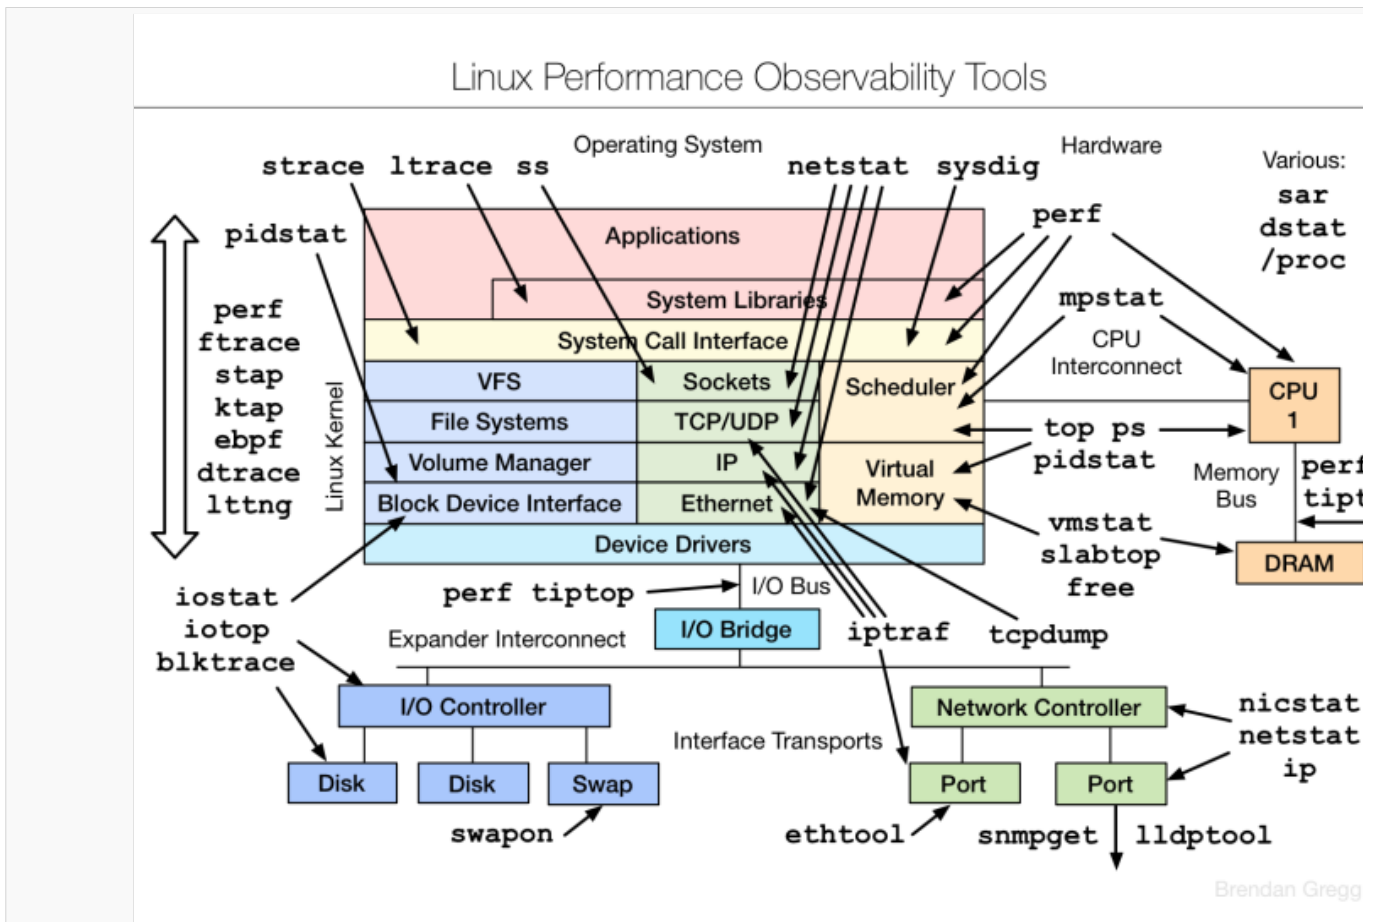 Linux Performance Observability Tools
Operating System
Hardware
Various:
strace ltrace ss
netstat sysdig
sar
dstat
/proc
pidstat
Applications
perf
System Libraries
mpstat
perf
ftrace
stap
ktap
ebpf
dtrace
lttng
Linux Kernel
System Call Interface
CPU
Interconnect
VFS
Sockets
Scheduler
CPU
1
File Systems
TCP/UDP
top ps
pidstat
Volume Manager
IP
Virtual
Memory
Memory
Bus
perf
Block Device Interface
Ethernet
vmstat
slabtop
free
Device Drivers
DRAM
iostat
iotop
blktrace
perf tiptop
I/O Bus
Expander Interconnect
I/O Bridge
iptraf
tcpdump
I/O Controller
Network Controller
nicstat
netstat
ip
Interface Transports
Disk
Disk
Swap
Port
Port
swapon
ethtool
snmpget
lldptool
Brendan Gregg